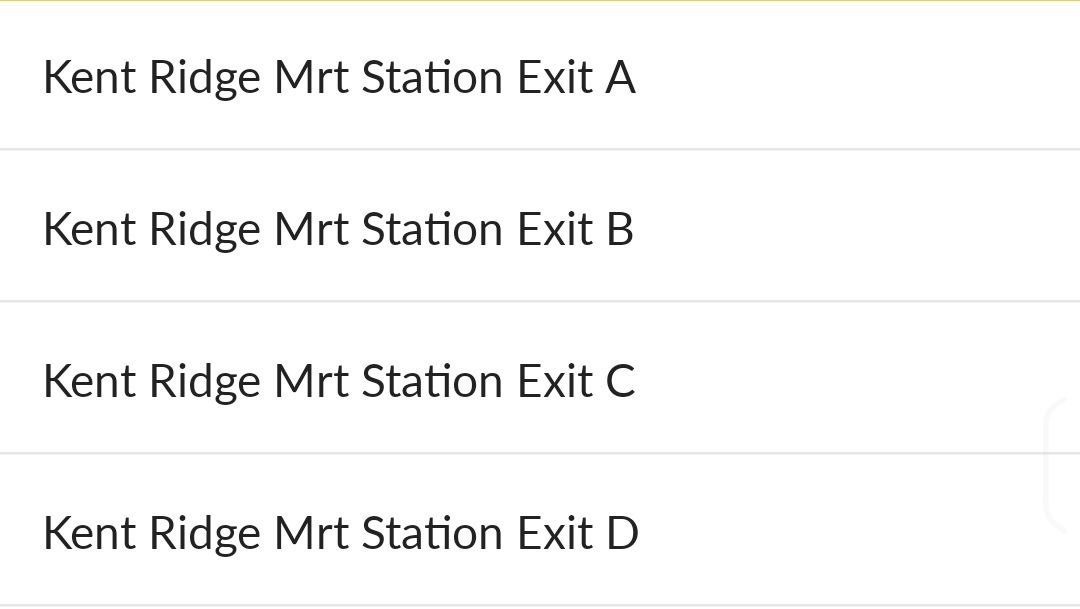 Kent Ridge Mrt Station Exit A
Kent Ridge Mrt Station Exit B
Kent Ridge Mrt Station Exit C
Kent Ridge Mrt Station Exit D